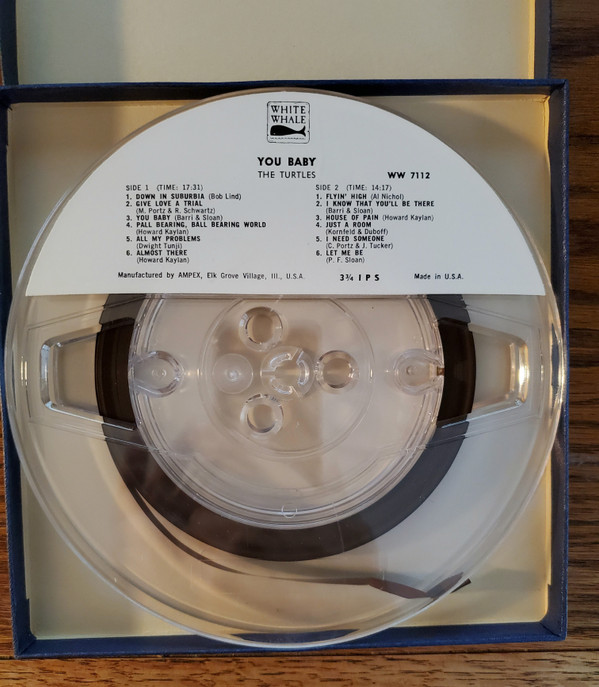 WHITE
WHALE
YOU BABY
THE TURTLES
WW 7112
SIDE 1 (TIME: 17:31)
1. DOWN IN SUBURBIA (Bob Lind)
2. GIVE LOVE A TRIAL
(M. Portz & R. Schwartz)
3. YOU BABY (Barri & Sloan)
4. PALL BEARING, BALL BEARING WORLD
(Howard Kaylan)
5. ALL MY PROBLEMS
(Dwight Tunji)
6. ALMOST THERE
(Howard Kaylan)
SIDE 2 (TIME: 14:17)
1. FLYIN' HIGH (Al Nichol)
2. I KNOW THAT YOU'LL BE THERE
(Barri & Sloan)
3. HOUSE OF PAIN (Howard Kaylan)
4. JUST A ROOM
(Kornfeld & Duboff)
5. I NEED SOMEONE
(C. Portz & J. Tucker)
6. LET ME BE
(P. F. Sloan)
Manufactured by AMPEX, Elk Grove Village, Ill., U.S.A.
3¾ I P S
Made in U.S.A.